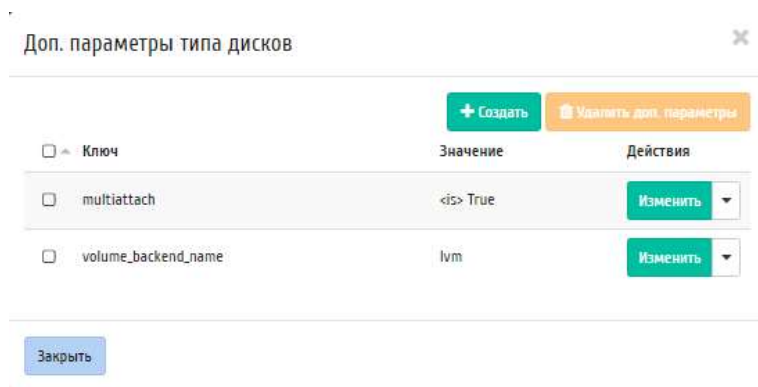 Доп. параметры типа дисков
Создать Удалить доп. параметры
Ключ Значение Действия
multiattach <is> True Изменить
volume_backend_name lvm Изменить
Закрыть